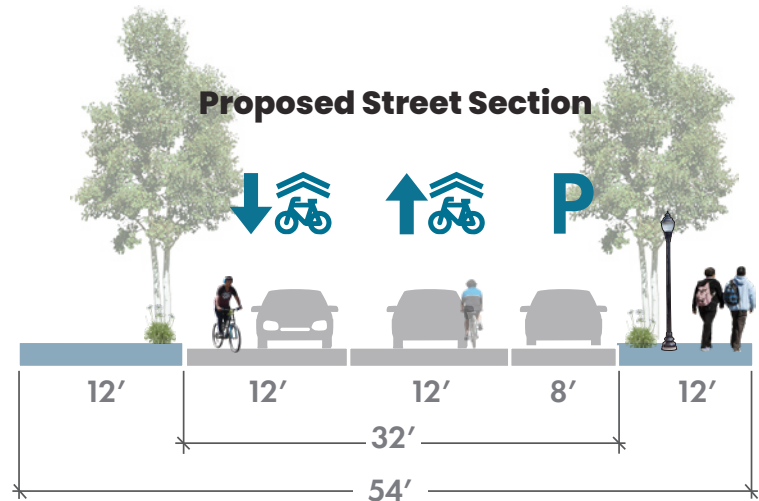 Proposed Street Section
P
12′ 12′ 12′ 8′ 12′
32′
54′